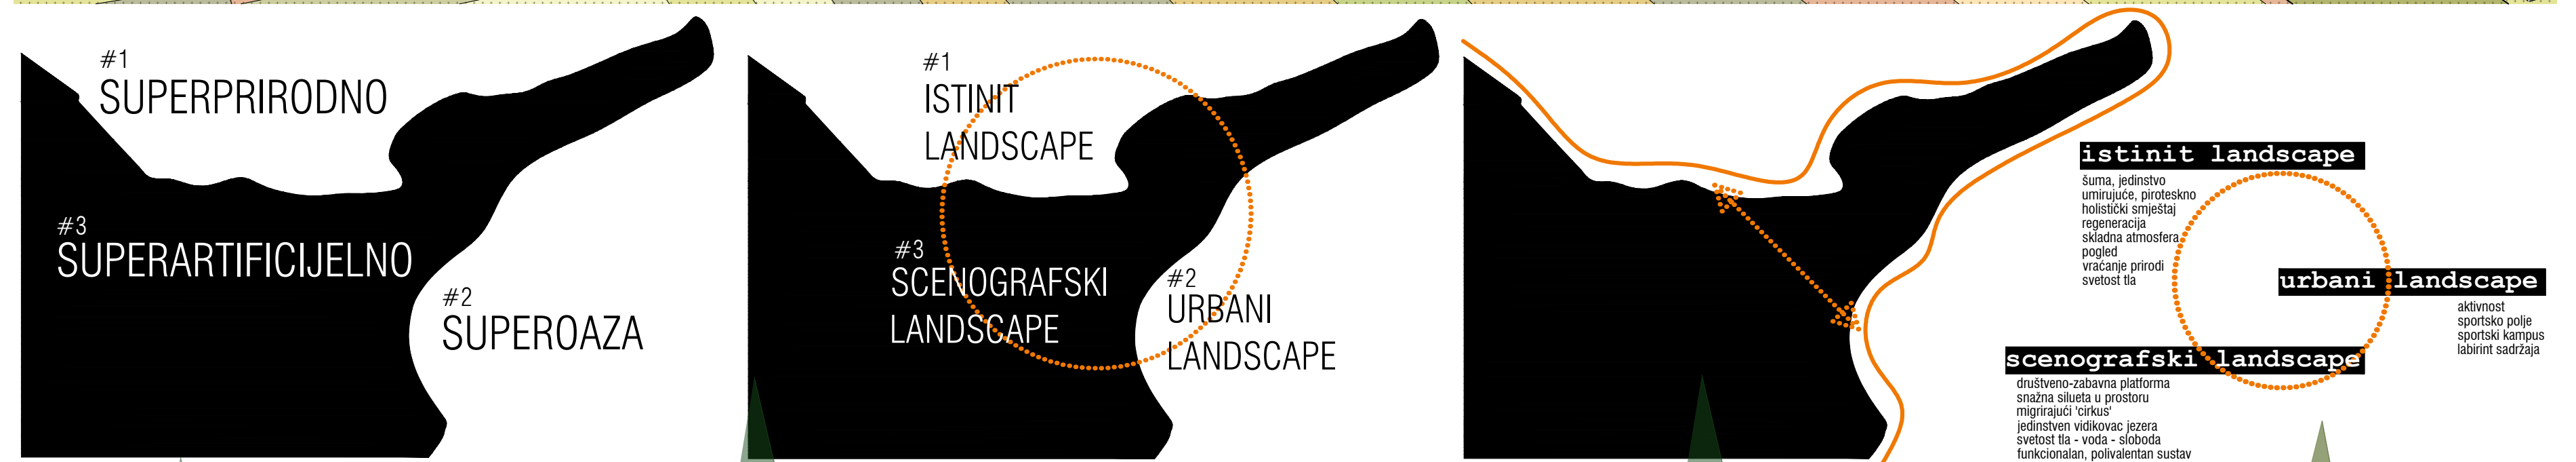 #1
SUPERPRIRODNO
#3
SUPERARTIFICIJELNO
#2
SUPEROAZA
#1
ISTINIT
LANDSCAPE
#3
SCENOGRAFSKI
LANDSCAPE
#2
URBANI
LANDSCAPE
istinit landscape
šuma, jedinstvo
umirujuće, piroteskno
holistički smještaj
regeneracija
skladna atmosfera
pogled
vraćanje prirodi
svetost tla
urbani landscape
aktivnost
sportsko polje
sportski kampus
labirint sadržaja
scenografski landscape
društveno-zabavna platforma
snažna silueta u prostoru
migrirajući 'cirkus'
jedinstven vidikovac jezera
svetost tla - voda - sloboda
funkcionalan, polivalentan sustav